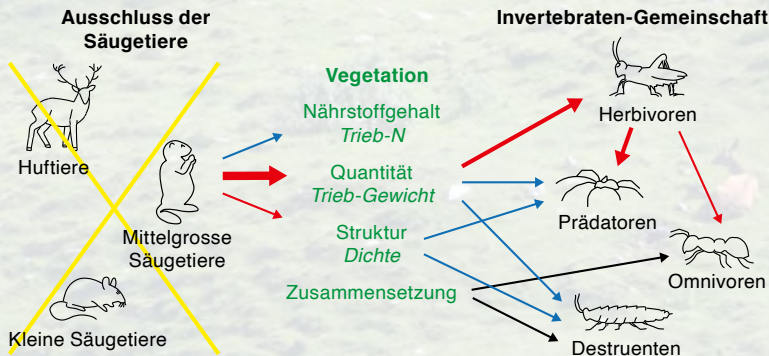 Ausschluss der
Säugetiere
Huftiere
Mittelgrosse
Säugetiere
Kleine Säugetiere
Vegetation
Nährstoffgehalt
Trieb-N
Quantität
Trieb-Gewicht
Struktur
Dichte
Zusammensetzung
Invertebraten-Gemeinschaft
Herbivoren
Prädatoren
Omnivoren
Destruenten